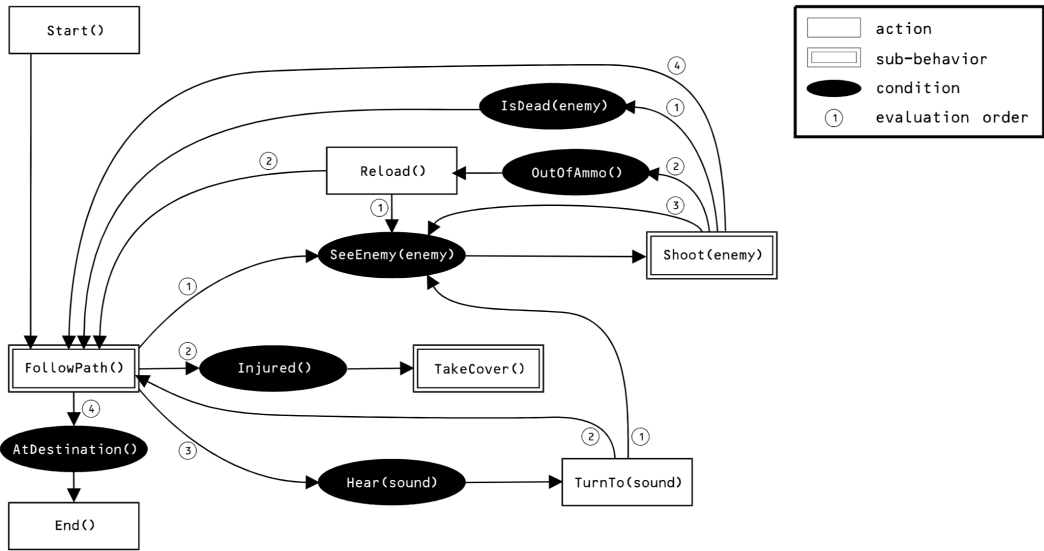 Start()
action
sub-behavior
condition
1 evaluation order
4
IsDead(enemy)
1
2
Reload()
OutOfAmmo()
2
1
3
SeeEnemy(enemy)
Shoot(enemy)
1
2
FollowPath()
Injured()
TakeCover()
4
3
2
1
AtDestination()
Hear(sound)
TurnTo(sound)
End()